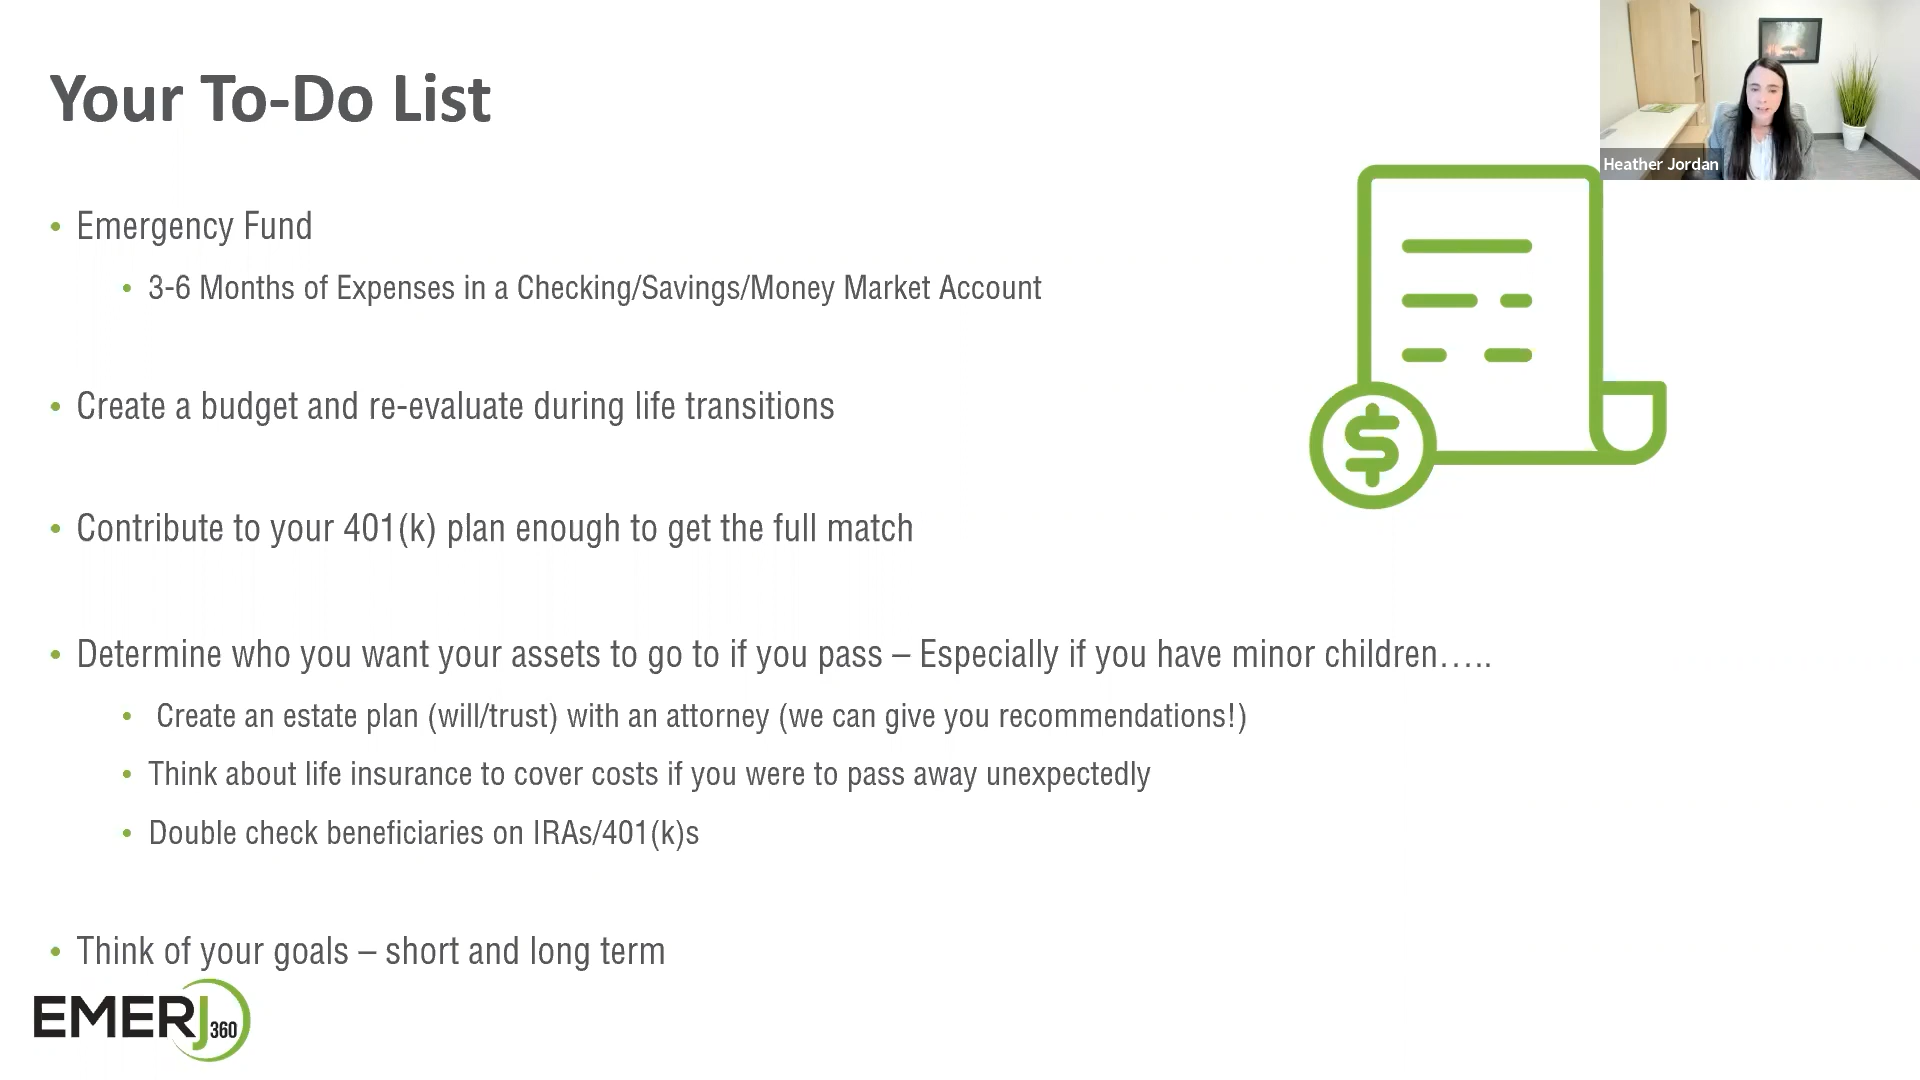 Your To-Do List
Heather Jordan
• Emergency Fund
• 3-6 Months of Expenses in a Checking/Savings/Money Market Account
• Create a budget and re-evaluate during life transitions
• Contribute to your 401(k) plan enough to get the full match
• Determine who you want your assets to go to if you pass – Especially if you have minor children…..
• Create an estate plan (will/trust) with an attorney (we can give you recommendations!)
• Think about life insurance to cover costs if you were to pass away unexpectedly
• Double check beneficiaries on IRAs/401(k)s
• Think of your goals – short and long term
$
EMERJ 360